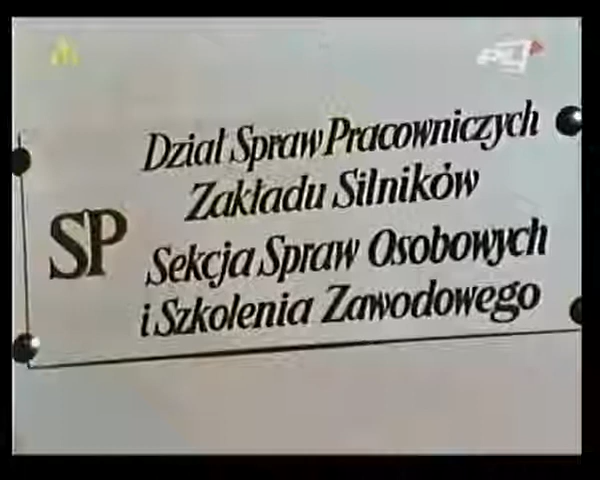 Dział Spraw Pracowniczych
Zakładu Silników
SP
Sekcja Spraw Osobowych
i Szkolenia Zawodowego